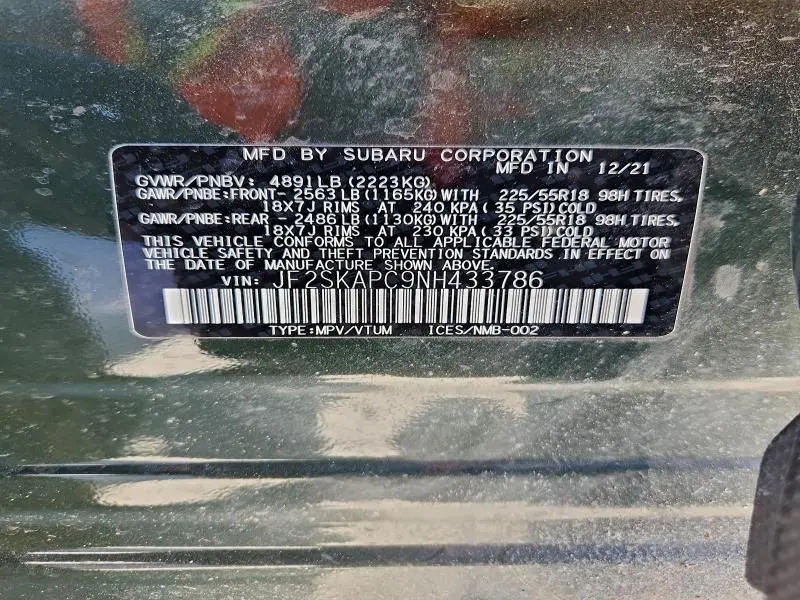 MFD BY SUBARU CORPORATION
MFD IN 12/21
GVWR/PNBV: 4891LB(2223KG)
GAWR/PNBE:FRONT- 2563LB(1165KG)WITH 225/55R18 98H TIRES,
18X7J RIMS AT 240 KPA( 35 PSI)COLD
GAWR/PNBE:REAR - 2486LB(1130KG)WITH 225/55R18 98H TIRES,
18X7J RIMS AT 230 KPA( 33 PSI)COLD
THIS VEHICLE CONFORMS TO ALL APPLICABLE FEDERAL MOTOR
VEHICLE SAFETY AND THEFT PREVENTION STANDARDS IN EFFECT ON
THE DATE OF MANUFACTURE SHOWN ABOVE.
VIN: JF2SKAPC9NH433786
TYPE:MPV/VTUM ICES/NMB-002